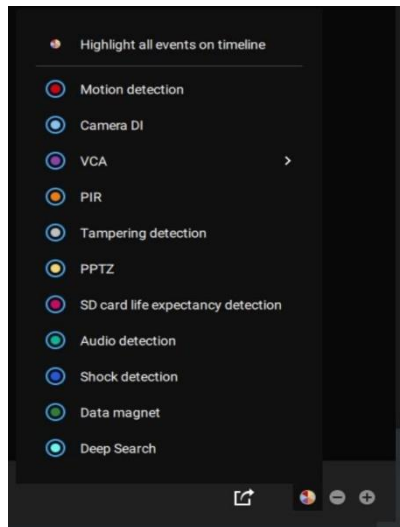 Highlight all events on timeline
Motion detection
Camera DI
VCA
PIR
Tampering detection
PPTZ
SD card life expectancy detection
Audio detection
Shock detection
Data magnet
Deep Search